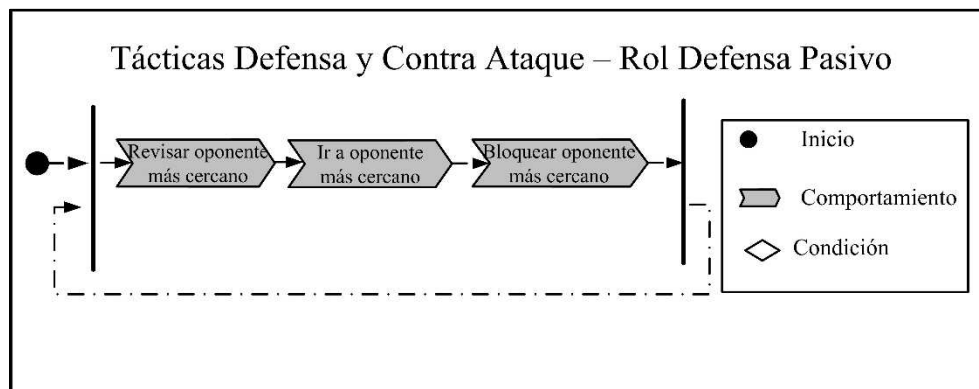 Tácticas Defensa y Contra Ataque – Rol Defensa Pasivo
Revisar oponente
más cercano
Ir a oponente
más cercano
Bloquear oponente
más cercano
Inicio
Comportamiento
Condición